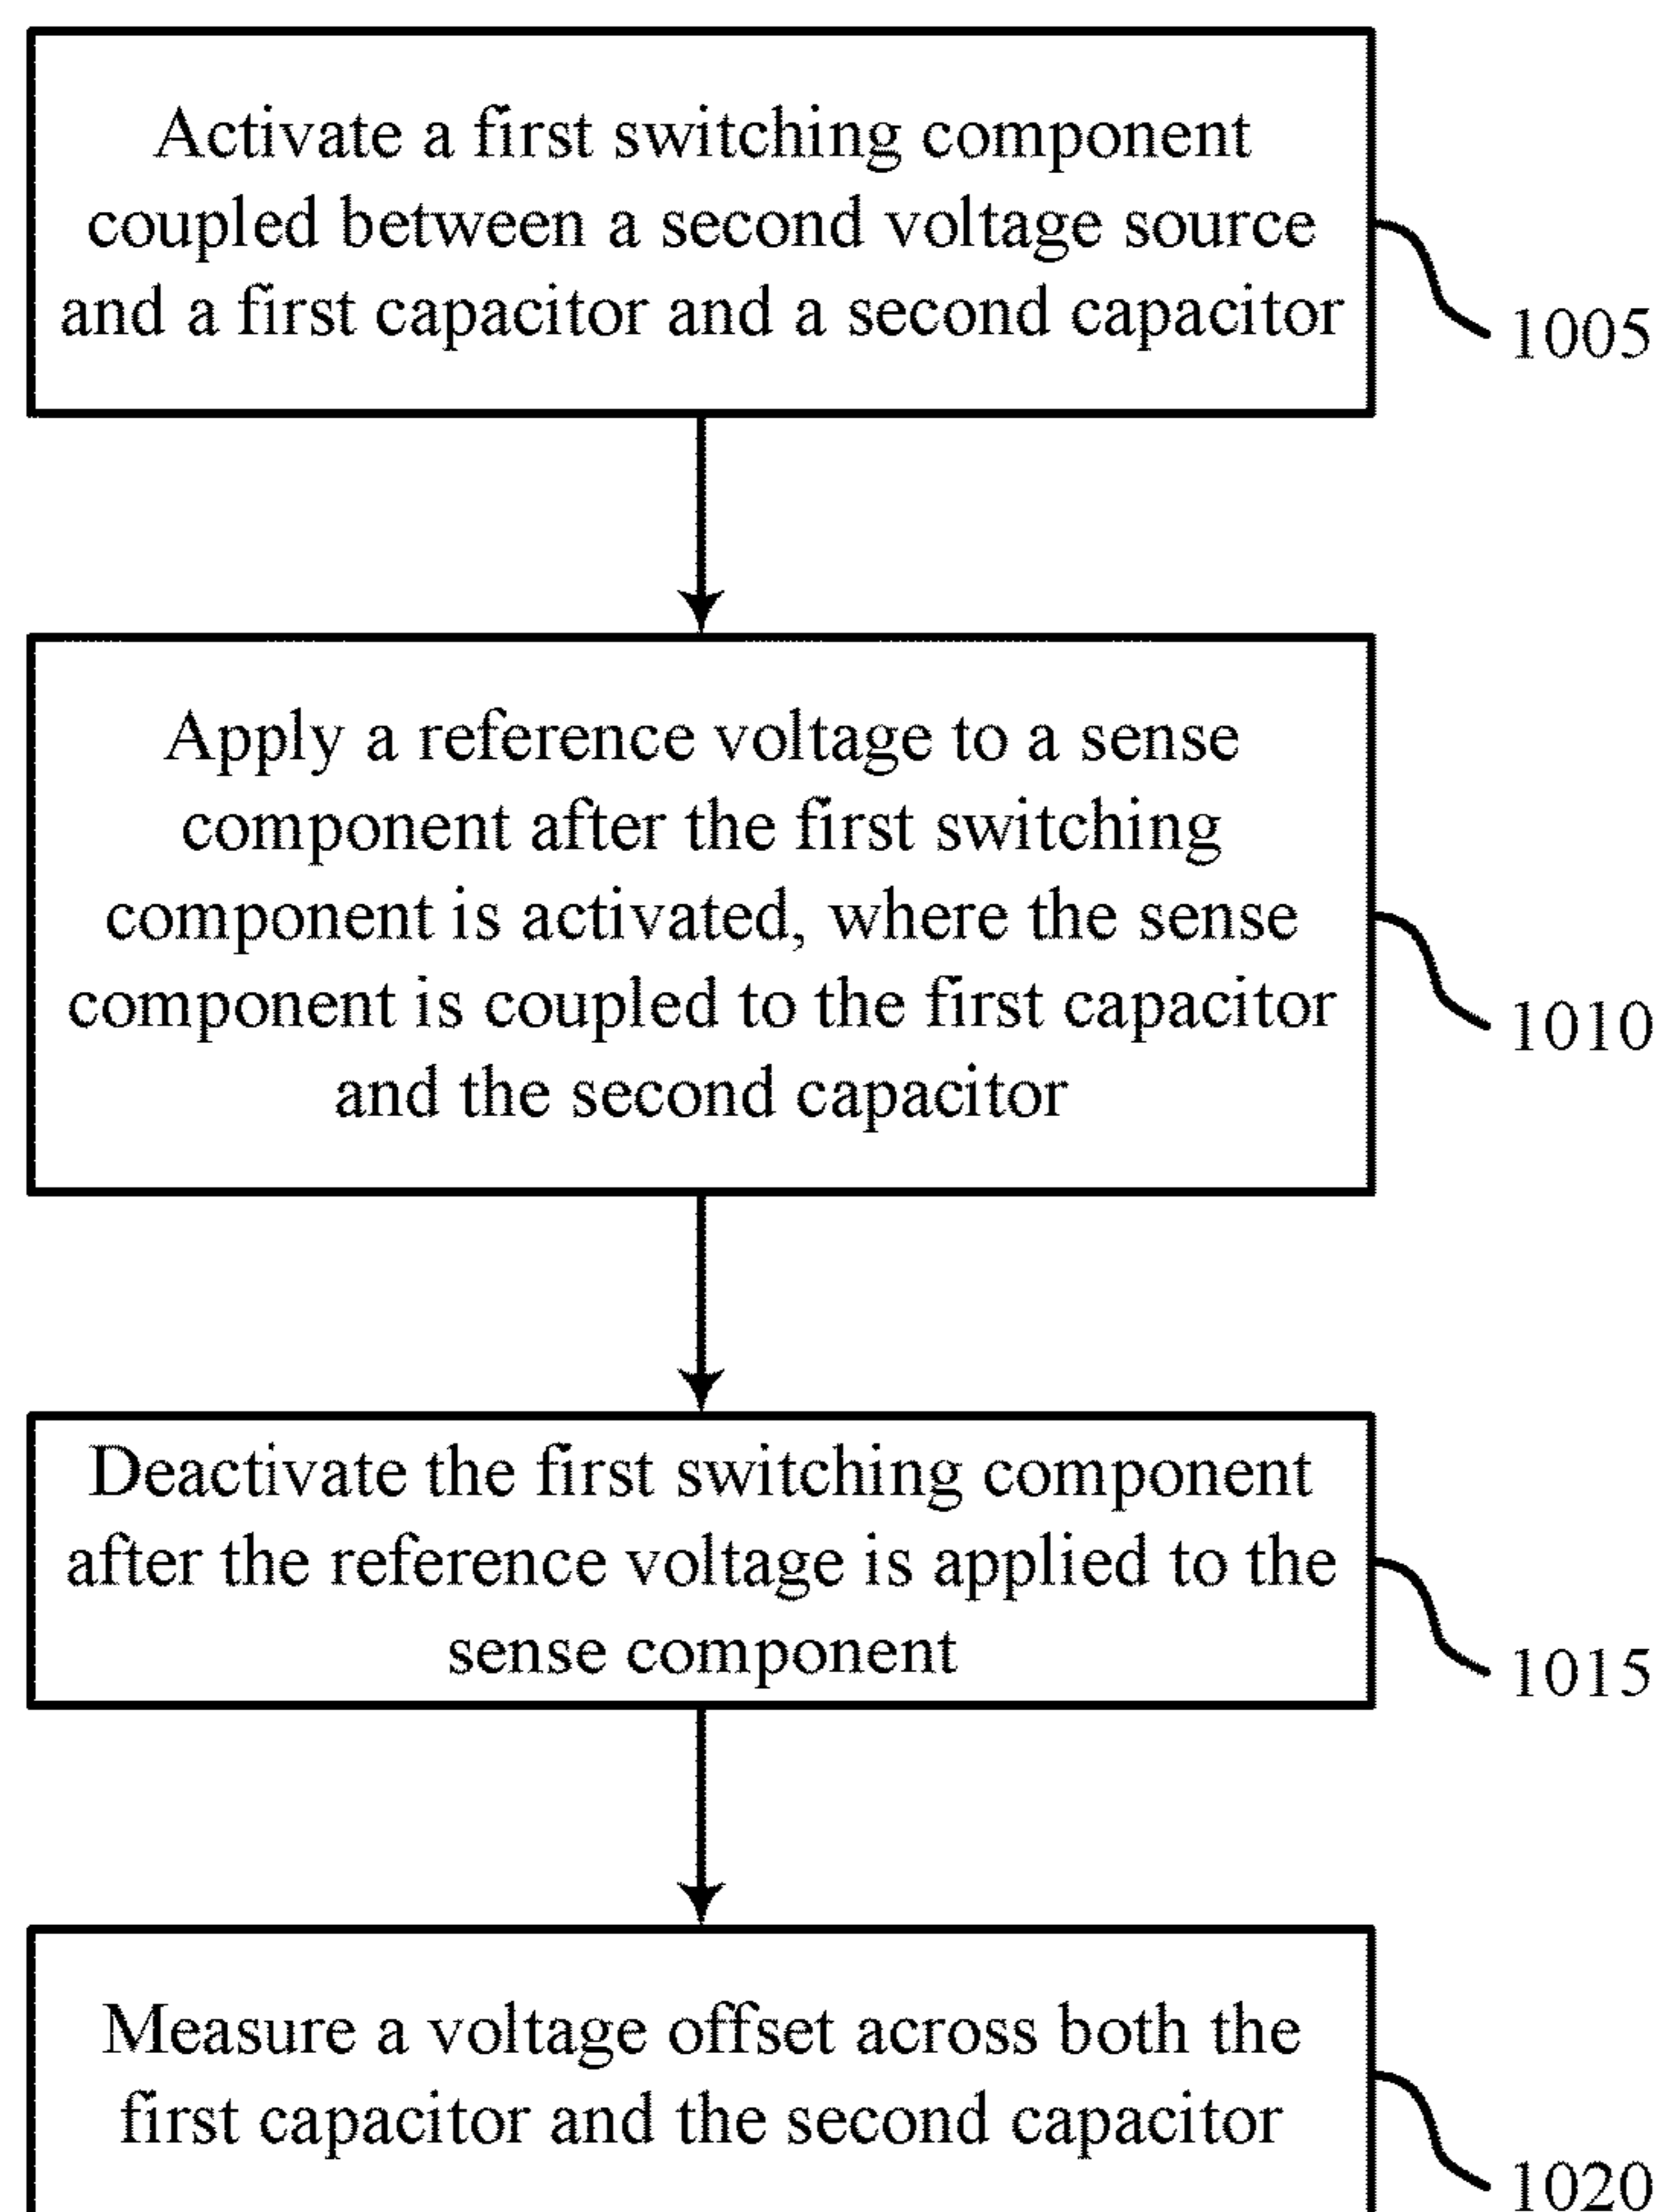 Activate a first switching component
coupled between a second voltage source
and a first capacitor and a second capacitor
1005
Apply a reference voltage to a sense
component after the first switching
component is activated, where the sense
component is coupled to the first capacitor
and the second capacitor
1010
Deactivate the first switching component
after the reference voltage is applied to the
sense component
1015
Measure a voltage offset across both the
first capacitor and the second capacitor
1020